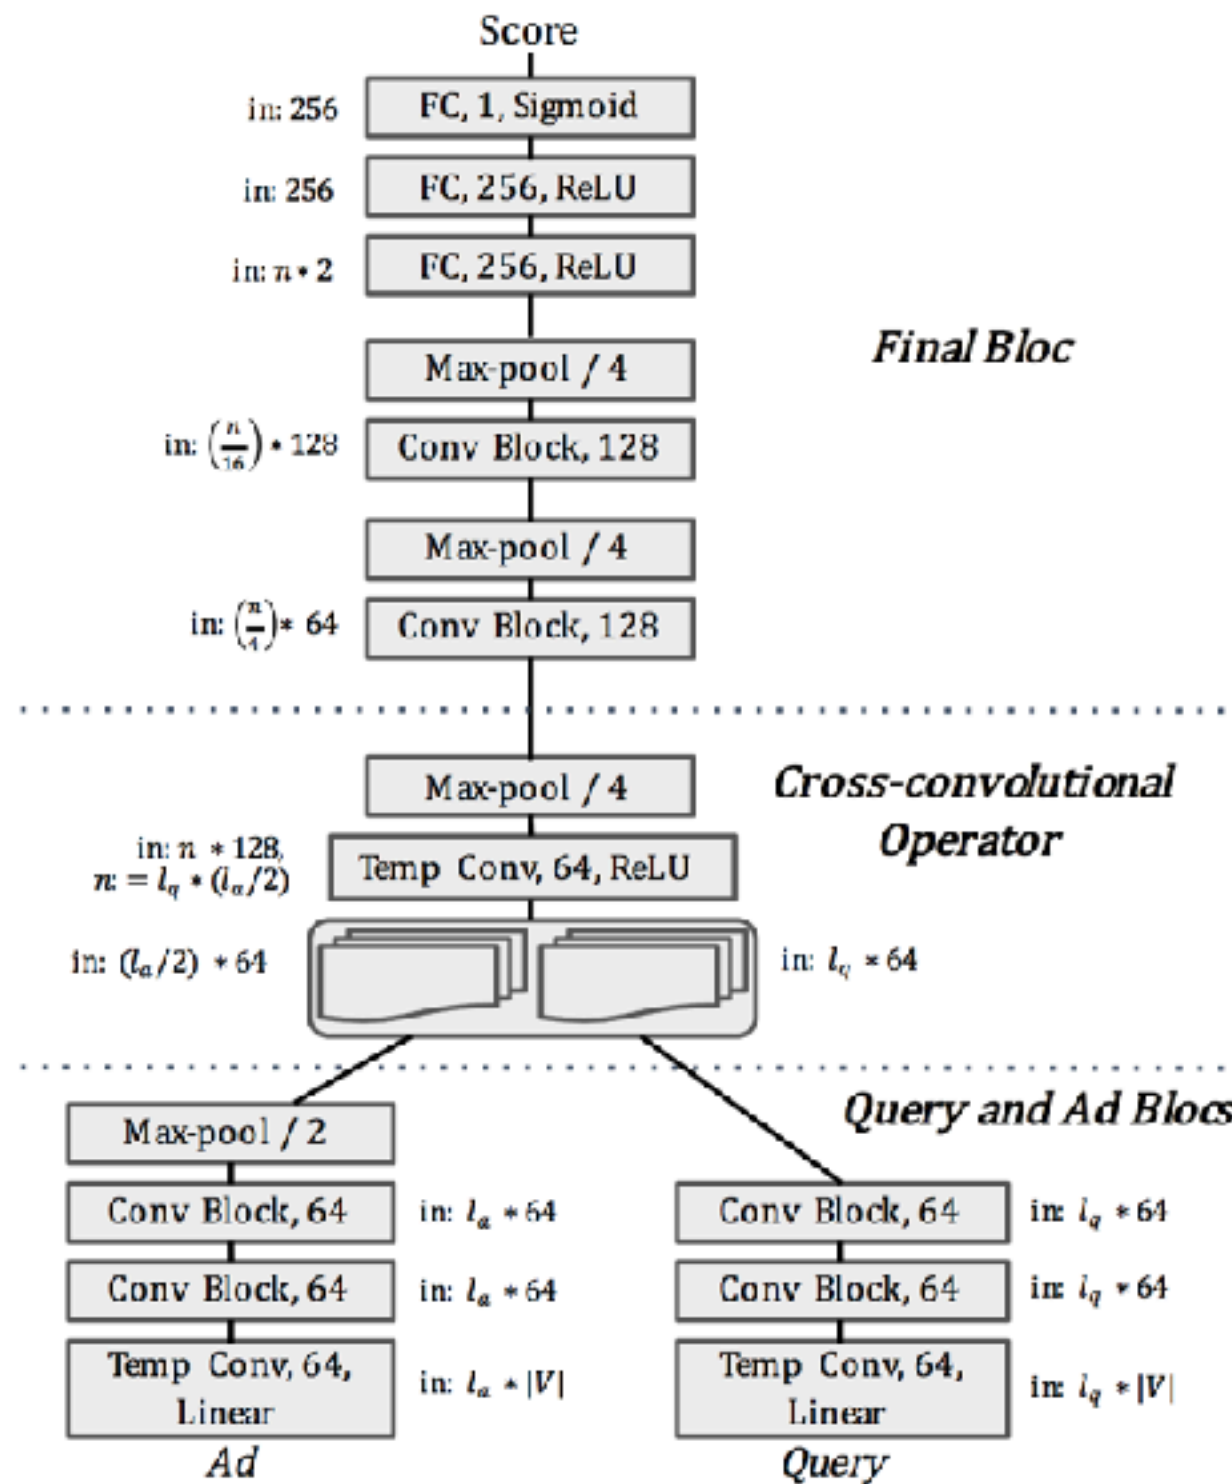 Score
in: 256
FC, 1, Sigmoid
in: 256
FC, 256, ReLU
in: n * 2
FC, 256, ReLU
Final Bloc
Max-pool / 4
in: (n/16) * 128
Conv Block, 128
Max-pool / 4
in: (n/4) * 64
Conv Block, 128
Cross-convolutional
Operator
Max-pool / 4
in: n * 128,
n: = l_q * (l_a/2)
Temp Conv, 64, ReLU
in: (l_a/2) * 64
in: l_q * 64
Query and Ad Blocs
Max-pool / 2
Conv Block, 64
in: l_a * 64
Conv Block, 64
in: l_a * 64
Temp Conv, 64,
Linear
in: l_a * |V|
Ad
Conv Block, 64
in: l_q * 64
Conv Block, 64
in: l_q * 64
Temp Conv, 64,
Linear
in: l_q * |V|
Query